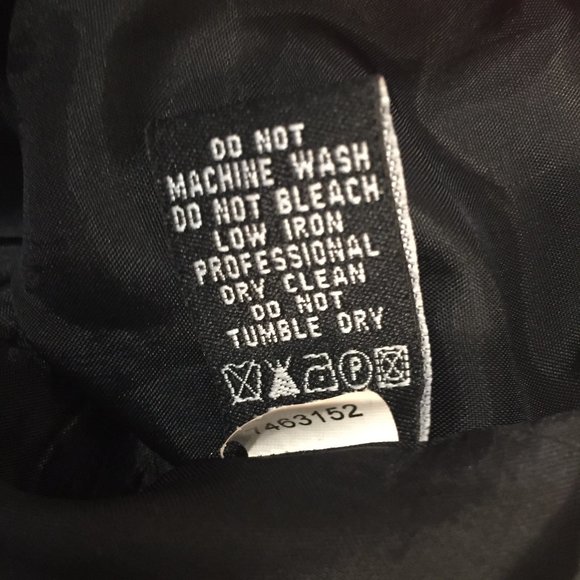 DO NOT
MACHINE WASH
DO NOT BLEACH
LOW IRON
PROFESSIONAL
DRY CLEAN
DO NOT
TUMBLE DRY
P
7463152